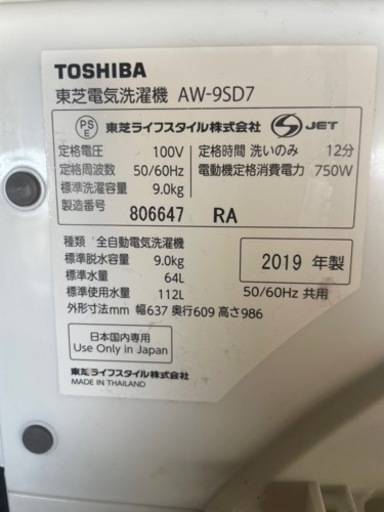 TOSHIBA
東芝電気洗濯機 AW-9SD7
PS E 東芝ライフスタイル株式会社 S JET
定格電圧 100V 定格時間 洗いのみ 12分
定格周波数 50/60Hz 電動機定格消費電力 750W
標準洗濯容量 9.0kg
製造番号 806647 RA
種類 全自動電気洗濯機
標準脱水容量 9.0kg 2019 年製
標準水量 64L
標準使用水量 112L 50/60Hz 共用
外形寸法mm 幅637 奥行609 高さ986
日本国内専用
Use Only in Japan
東芝ライフスタイル株式会社
MADE IN THAILAND